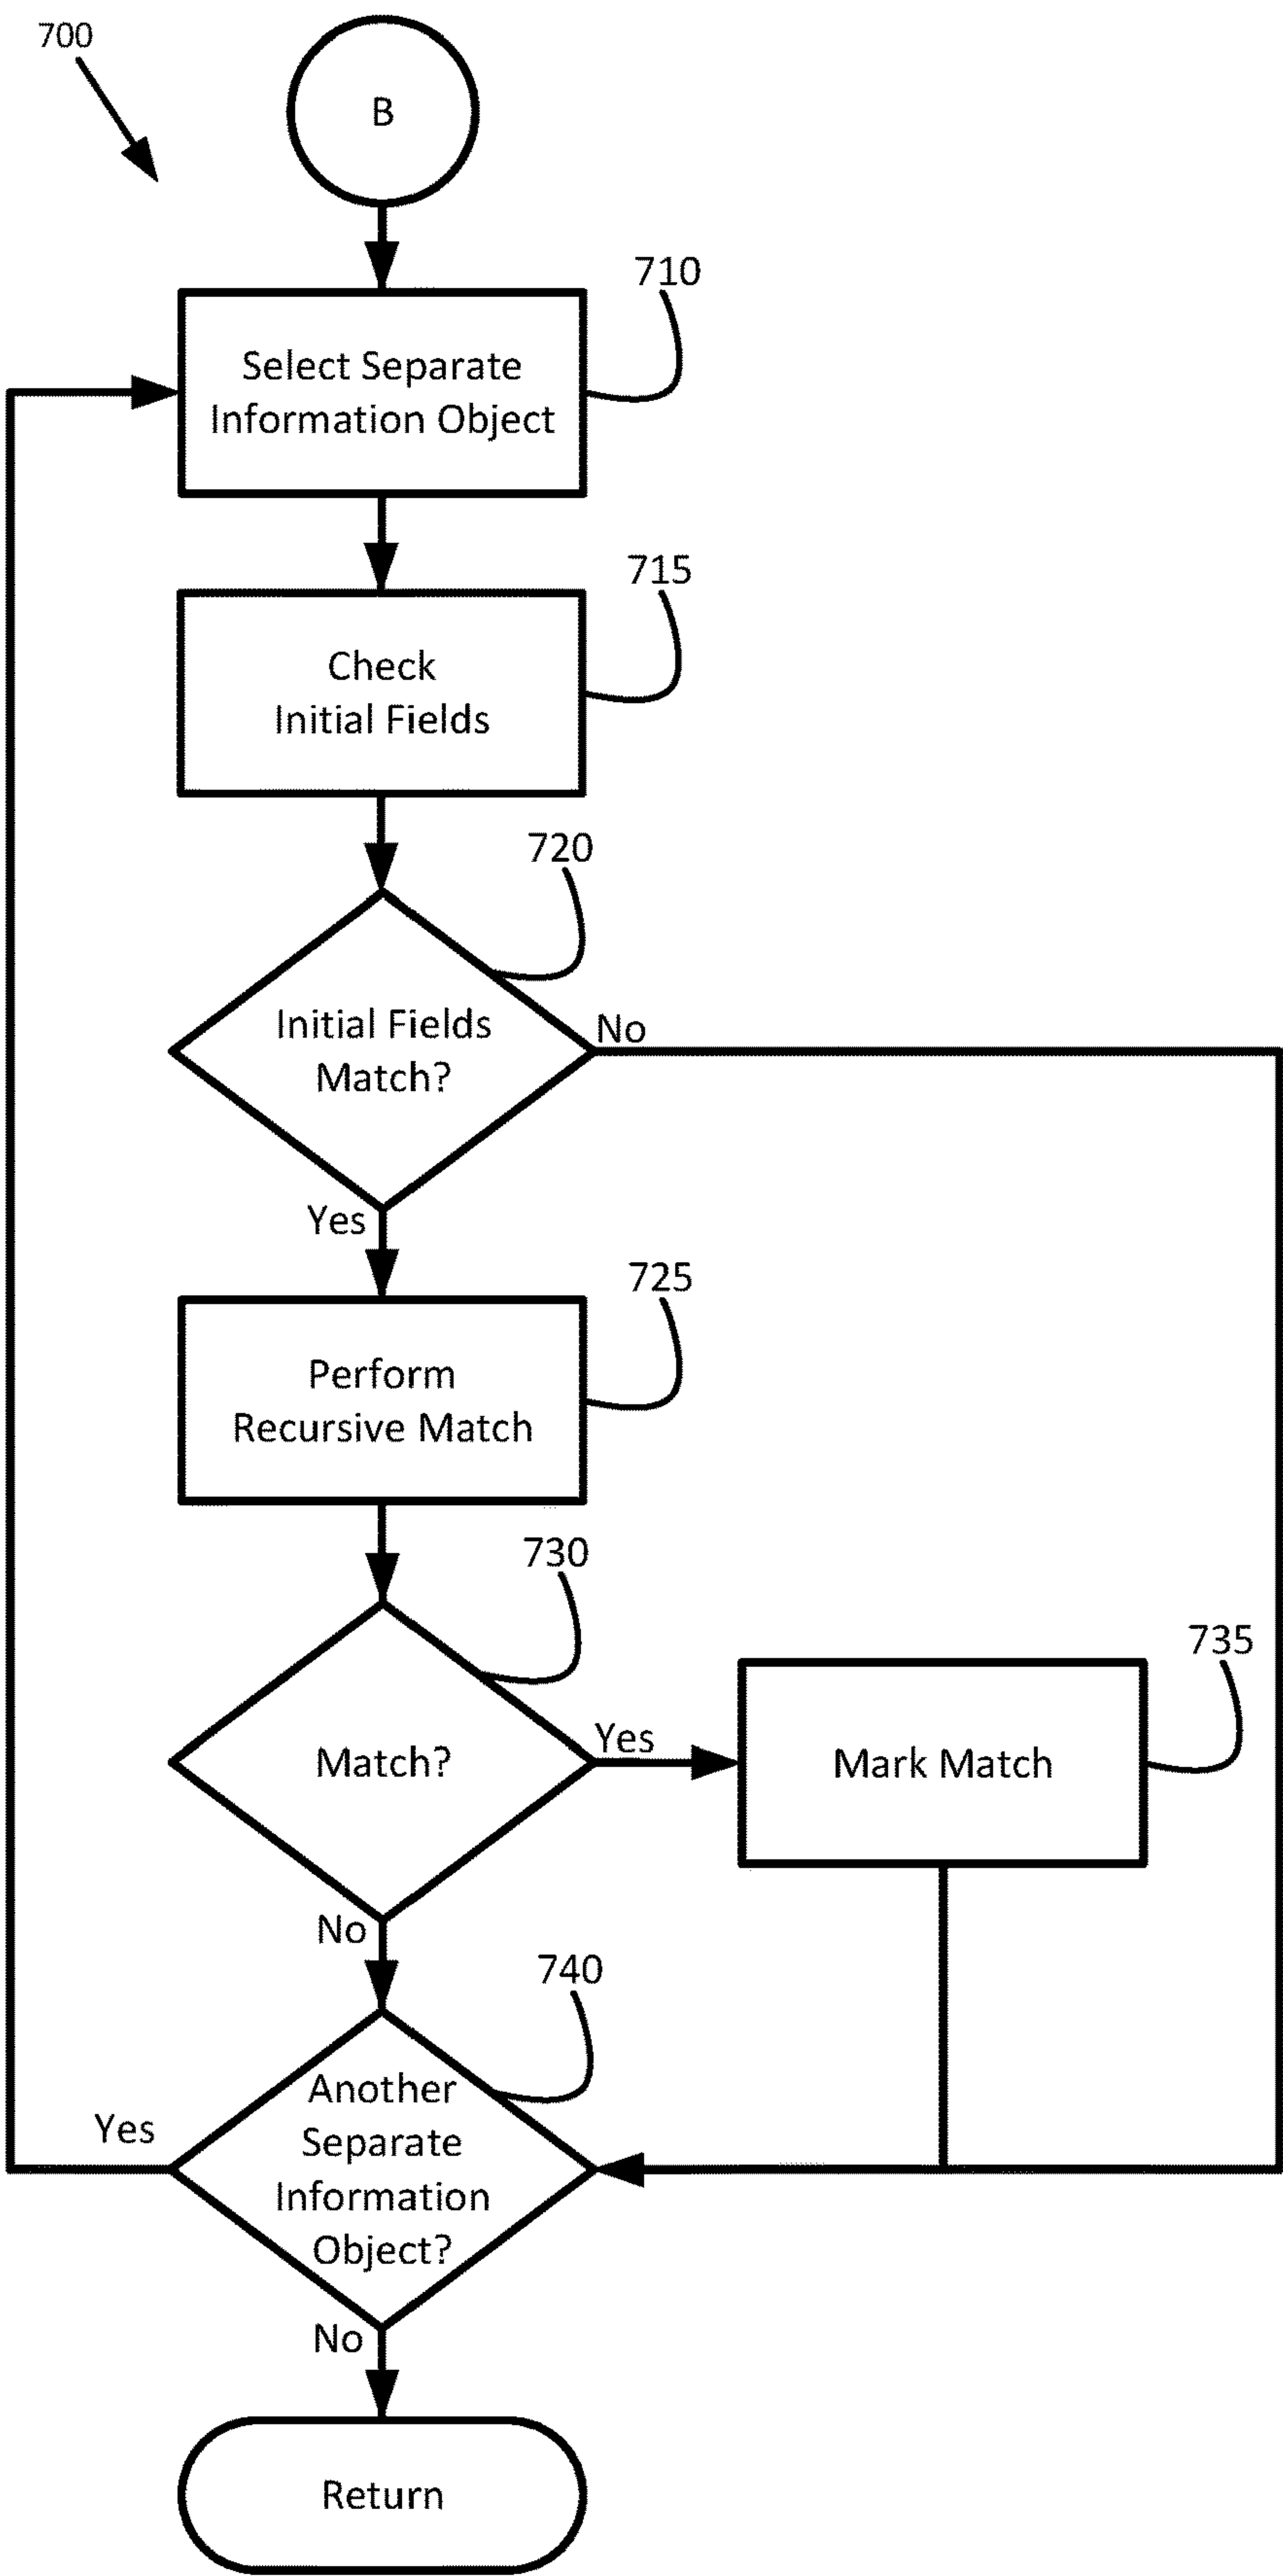 700
B
710
Select Separate
Information Object
715
Check
Initial Fields
720
Initial Fields
Match?
No
Yes
725
Perform
Recursive Match
730
Match?
Yes
735
Mark Match
No
740
Another
Separate
Information
Object?
Yes
No
Return